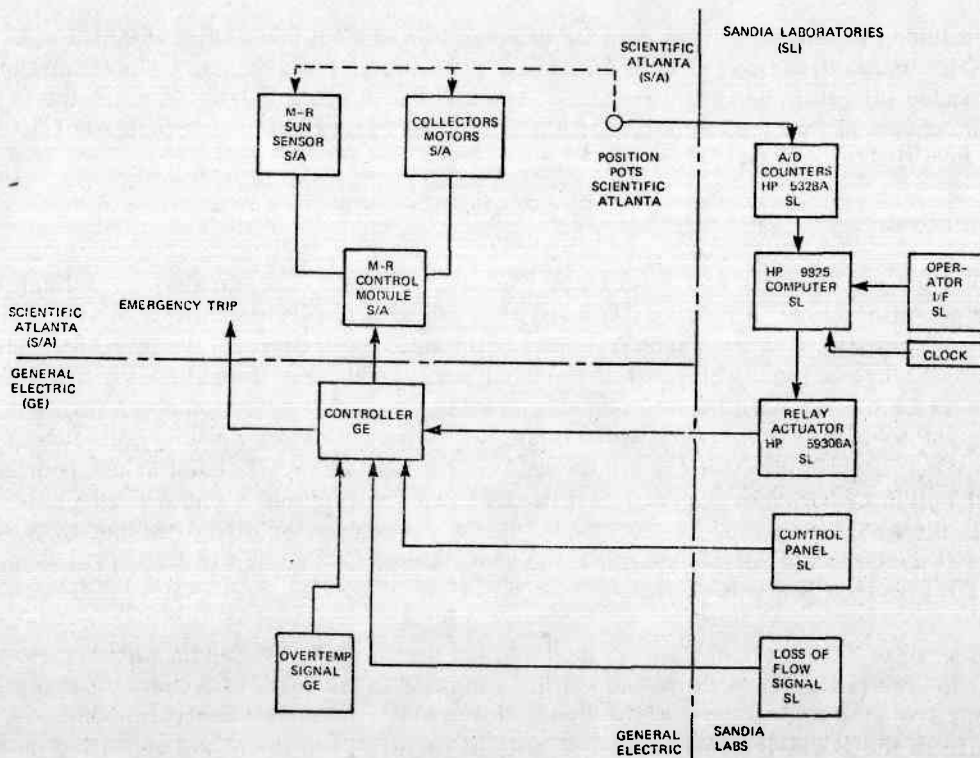 SANDIA LABORATORIES
(SL)
SCIENTIFIC
ATLANTA
(S/A)
M-R
SUN
SENSOR
S/A
COLLECTORS
MOTORS
S/A
POSITION
POTS
SCIENTIFIC
ATLANTA
A/D
COUNTERS
HP 5328A
SL
M-R
CONTROL
MODULE
S/A
HP 9825
COMPUTER
SL
OPER-
ATOR
I/F
SL
CLOCK
EMERGENCY TRIP
SCIENTIFIC
ATLANTA (S/A)
GENERAL
ELECTRIC
(GE)
CONTROLLER
GE
RELAY
ACTUATOR
HP 59306A
SL
CONTROL
PANEL
SL
OVERTEMP
SIGNAL
GE
LOSS OF
FLOW
SIGNAL
SL
GENERAL
ELECTRIC
SANDIA
LABS